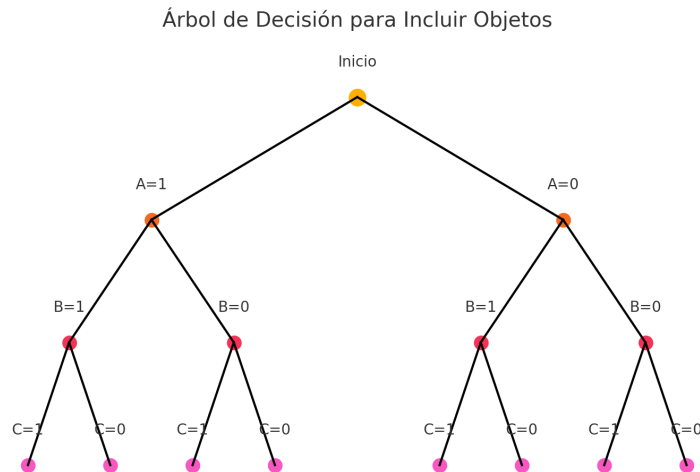 Árbol de Decisión para Incluir Objetos
Inicio
A=1
A=0
B=1
B=0
B=1
B=0
C=1
C=0
C=1
C=0
C=1
C=0
C=1
C=0